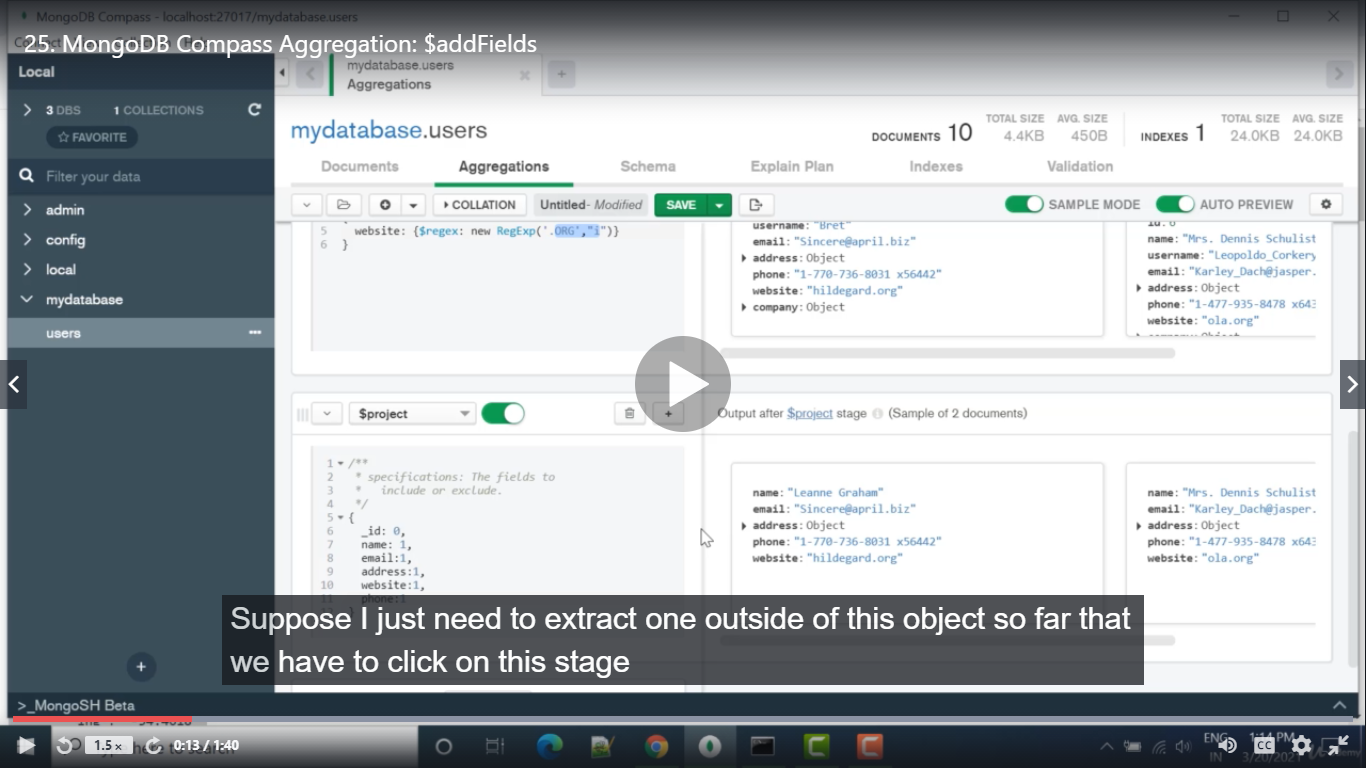 MongoDB Compass - localhost:27017/mydatabase.users
25. MongoDB Compass Aggregation: $addFields
Local
mydatabase.users
Aggregations
3 DBS 1 COLLECTIONS
FAVORITE
Filter your data
admin
config
local
mydatabase
users
mydatabase.users
DOCUMENTS 10
TOTAL SIZE 4.4KB
AVG. SIZE 450B
INDEXES 1
TOTAL SIZE 24.0KB
AVG. SIZE 24.0KB
Documents Aggregations Schema Explain Plan Indexes Validation
COLLATION Untitled- Modified SAVE SAMPLE MODE AUTO PREVIEW
5 website: {$regex: new RegExp('.ORG',"i")}
6 }
username: "Bret"
email: "Sincere@april.biz"
address: Object
phone: "1-770-736-8031 x56442"
website: "hildegard.org"
company: Object
name: "Mrs. Dennis Schulist
username: "Leopoldo_Corkery
email: "Karley_Dach@jasper.
address: Object
phone: "1-477-935-8478 x643
website: "ola.org"
$project
Output after $project stage (Sample of 2 documents)
1 /**
2 * specifications: The fields to
3 * include or exclude.
4 */
5 {
6 _id: 0,
7 name: 1,
8 email:1,
9 address:1,
10 website:1,
11 phone:1
name: "Leanne Graham"
email: "Sincere@april.biz"
address: Object
phone: "1-770-736-8031 x56442"
website: "hildegard.org"
name: "Mrs. Dennis Schulist
email: "Karley_Dach@jasper.
address: Object
phone: "1-477-935-8478 x643
website: "ola.org"
Suppose I just need to extract one outside of this object so far that
we have to click on this stage
>_MongoSH Beta
1.5 x
0:13 / 1:40
ENG
IN
1:14 PM
CC